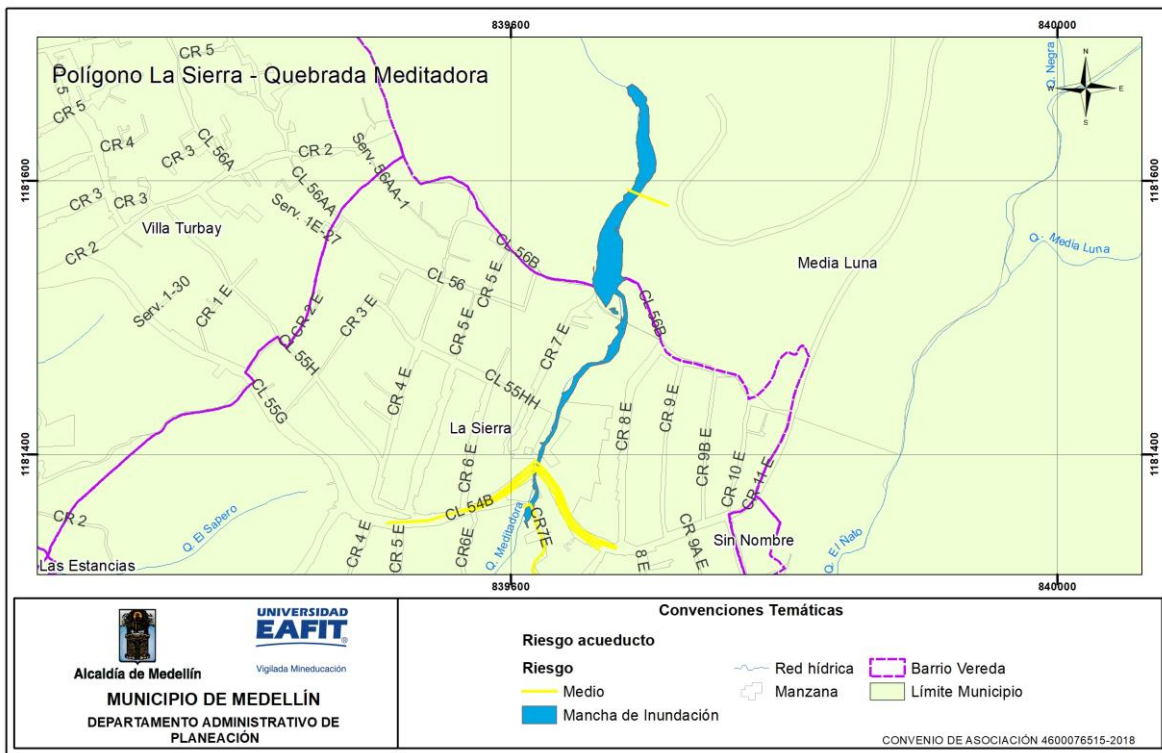 839600
840000
Polígono La Sierra - Quebrada Meditadora
CR 5
CR 5
CR 4
CL 56A
CR 3
CR 2
Serv. 56AA-1
CL 56AA
Serv. 1E-27
CR 3
CR 3
Villa Turbay
CR 2
CL 56B
CL 56
CR 5 E
Serv. 1-30
CR 1 E
CR 2 E
CR 3 E
CL 55H
CL 55G
CR 5 E
CR 4 E
CR 7 E
CL 55HH
CL 56B
La Sierra
CR 6 E
CR 8 E
CR 9 E
CR 9B E
CR 10 E
CR 11 E
CL 54B
CR 2
Q. El Sapero
CR 4 E
CR 5 E
CR6E
Q. Meditadora
CR7E
8 E
CR 9A E
Sin Nombre
Q. El Ñato
Las Estancias
Media Luna
Q. Media Luna
Q. Negra
N
E
S
1181600
1181600
1181400
1181400
839600
840000
Alcaldía de Medellín
UNIVERSIDAD
EAFIT
Vigilada Mineducación
MUNICIPIO DE MEDELLÍN
DEPARTAMENTO ADMINISTRATIVO DE
PLANEACIÓN
Convenciones Temáticas
Riesgo acueducto
Riesgo
Medio
Mancha de Inundación
Red hídrica
Manzana
Barrio Vereda
Límite Municipio
CONVENIO DE ASOCIACIÓN 4600076515-2018